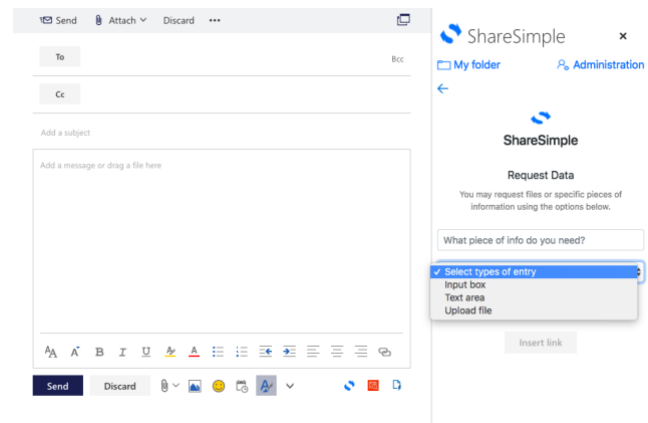 Send Attach Discard •••
To
Bcc
Cc
Add a subject
Add a message or drag a file here
AA A B I U A
Send Discard
ShareSimple ×
My folder Administration
ShareSimple
Request Data
You may request files or specific pieces of
information using the options below.
What piece of info do you need?
✓ Select types of entry
Input box
Text area
Upload file
Insert link